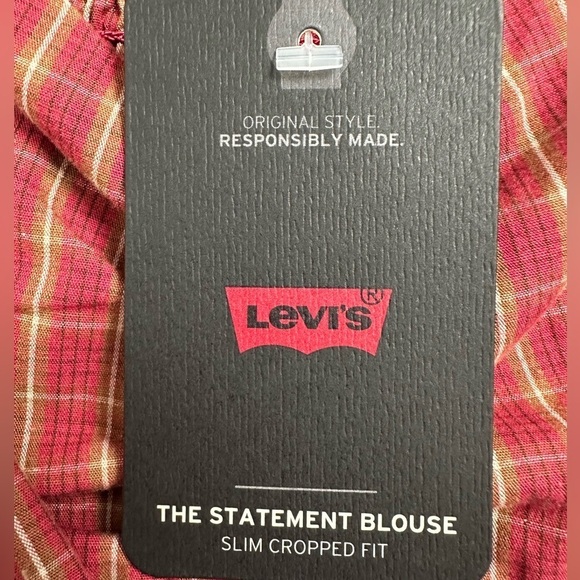 ORIGINAL STYLE.
RESPONSIBLY MADE.
Levi's®
THE STATEMENT BLOUSE
SLIM CROPPED FIT